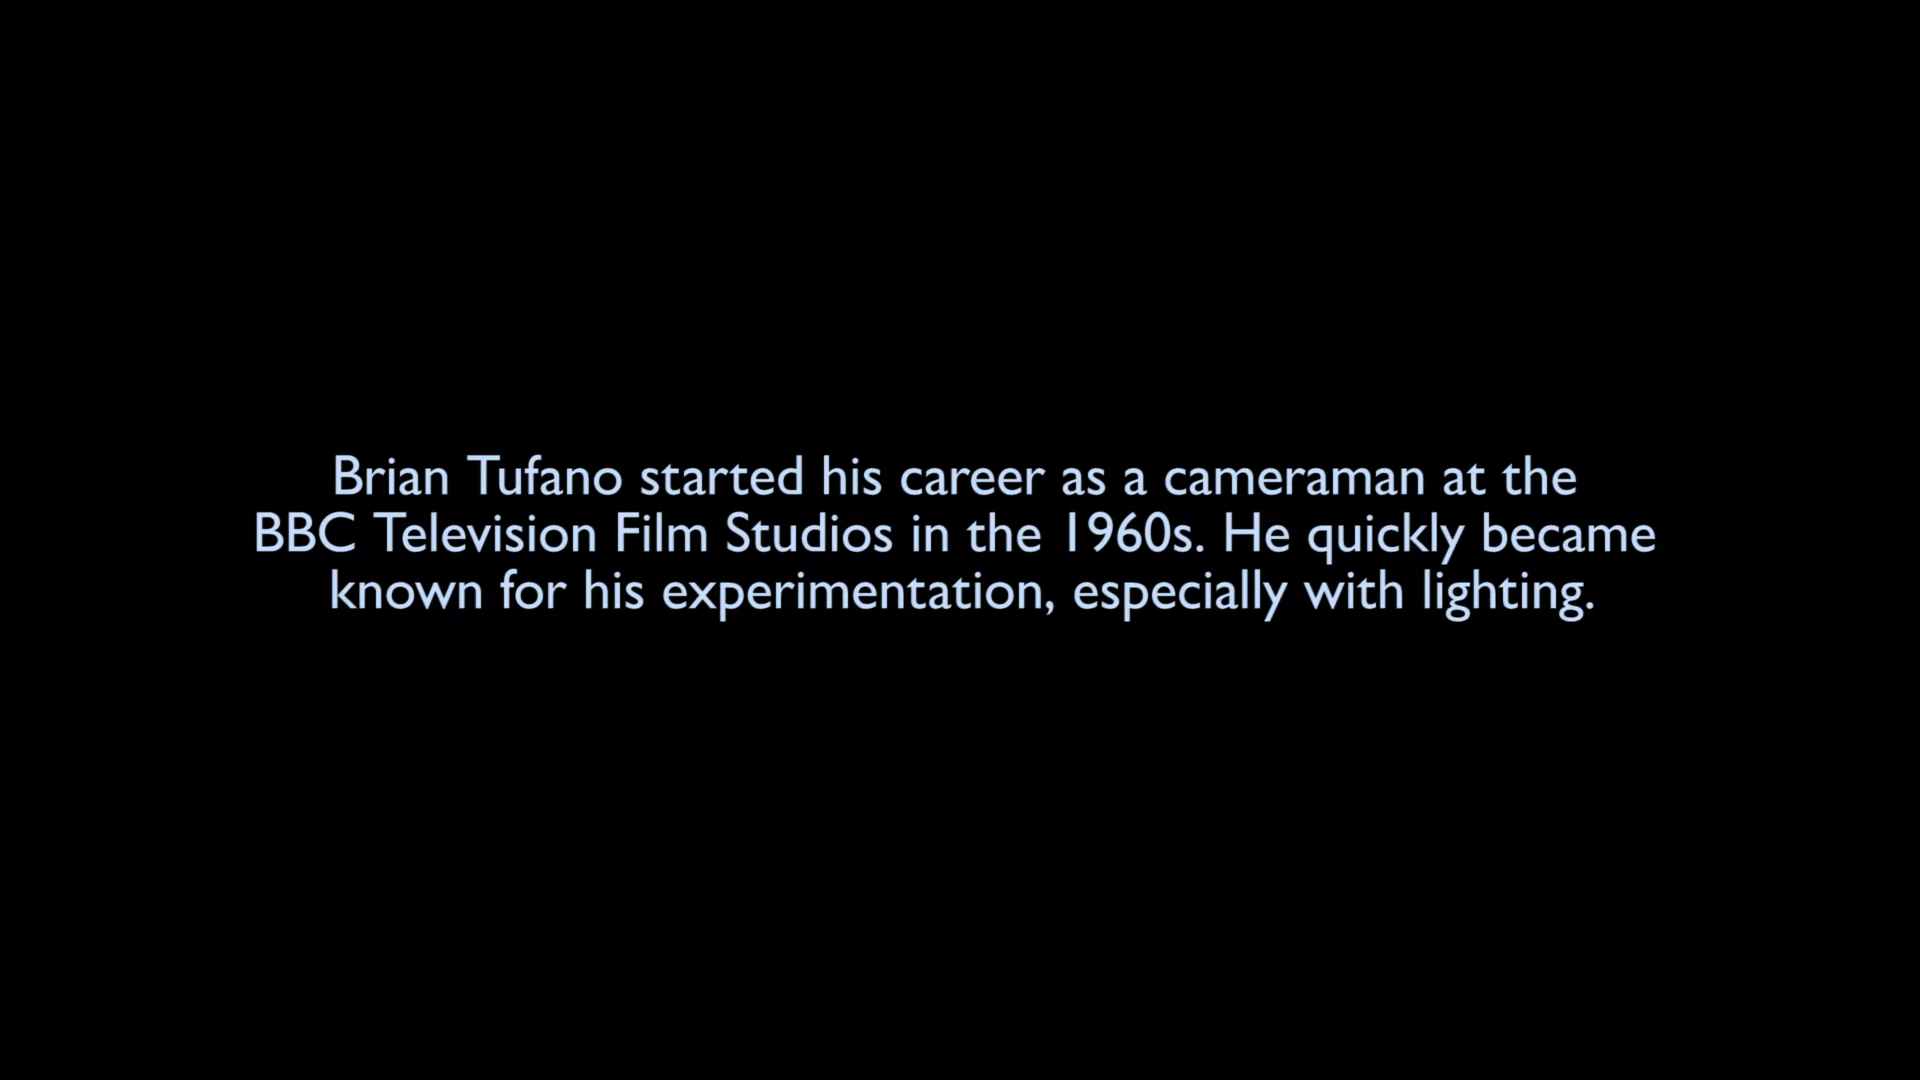 Brian Tufano started his career as a cameraman at the
BBC Television Film Studios in the 1960s. He quickly became
known for his experimentation, especially with lighting.